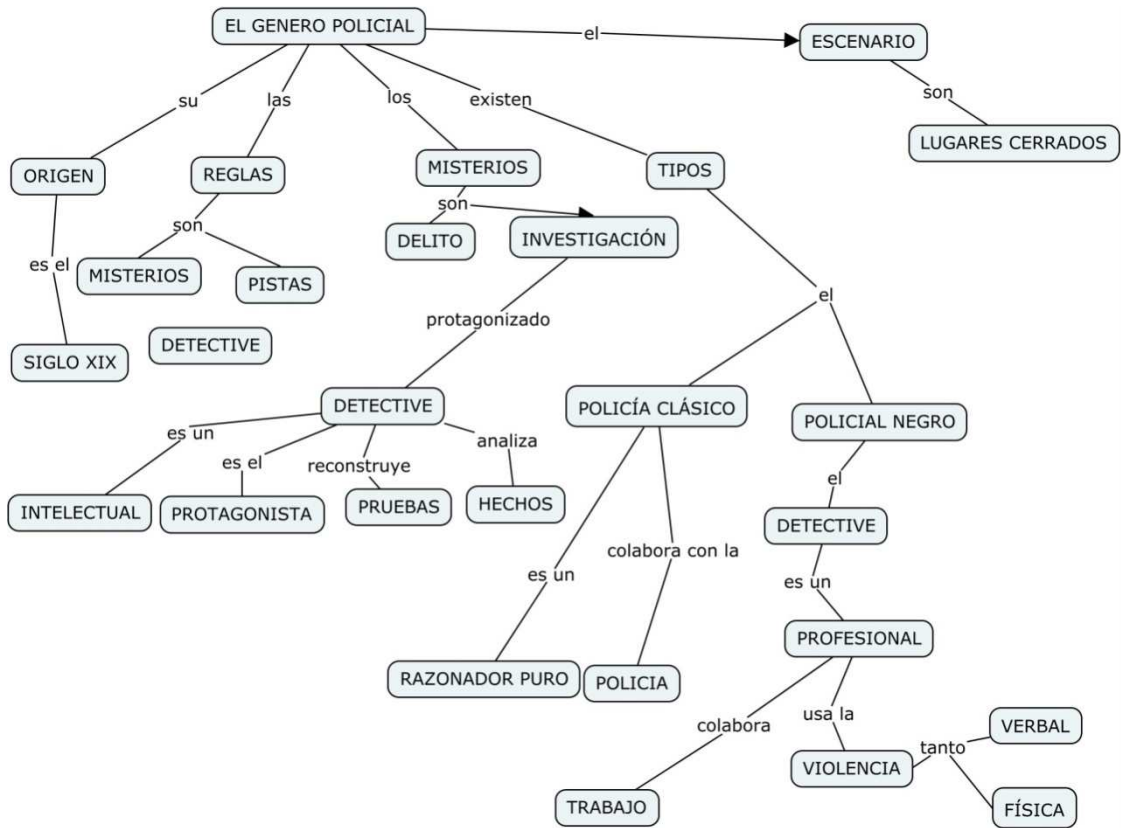 EL GENERO POLICIAL
el
ESCENARIO
son
LUGARES CERRADOS
su
las
los
existen
ORIGEN
REGLAS
MISTERIOS
TIPOS
es el
son
son
MISTERIOS
PISTAS
DELITO
INVESTIGACIÓN
SIGLO XIX
DETECTIVE
protagonizado
el
DETECTIVE
POLICÍA CLÁSICO
POLICIAL NEGRO
es un
es el
reconstruye
analiza
INTELECTUAL
PROTAGONISTA
PRUEBAS
HECHOS
el
DETECTIVE
es un
colabora con la
es un
RAZONADOR PURO
POLICIA
PROFESIONAL
colabora
usa la
TRABAJO
VIOLENCIA
tanto
VERBAL
FÍSICA